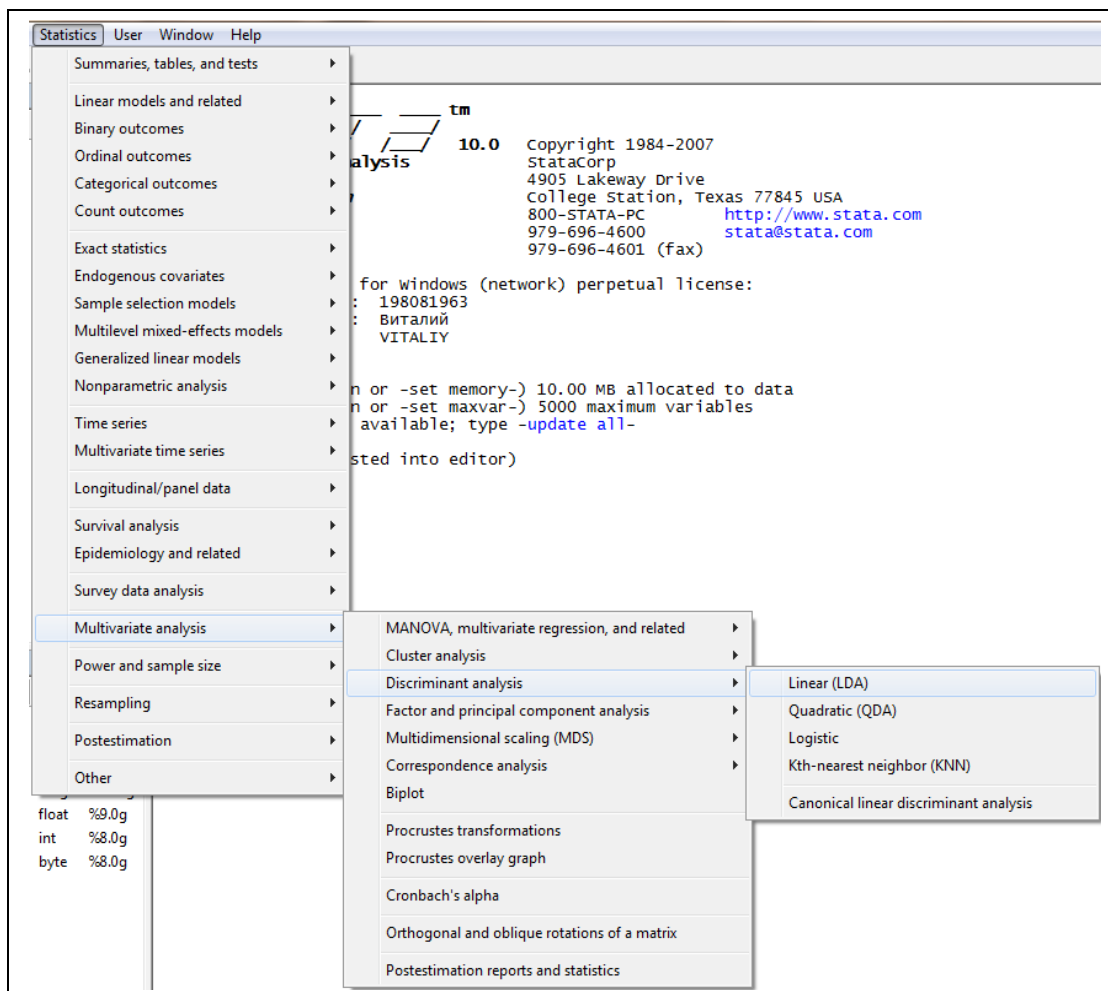 Statistics User Window Help
Summaries, tables, and tests
Linear models and related
Binary outcomes
Ordinal outcomes
Categorical outcomes
Count outcomes
Exact statistics
Endogenous covariates
Sample selection models
Multilevel mixed-effects models
Generalized linear models
Nonparametric analysis
Time series
Multivariate time series
Longitudinal/panel data
Survival analysis
Epidemiology and related
Survey data analysis
Multivariate analysis
Power and sample size
Resampling
Postestimation
Other
MANOVA, multivariate regression, and related
Cluster analysis
Discriminant analysis
Factor and principal component analysis
Multidimensional scaling (MDS)
Correspondence analysis
Biplot
Procrustes transformations
Procrustes overlay graph
Cronbach's alpha
Orthogonal and oblique rotations of a matrix
Postestimation reports and statistics
Linear (LDA)
Quadratic (QDA)
Logistic
Kth-nearest neighbor (KNN)
Canonical linear discriminant analysis
tm
10.0 Copyright 1984-2007
alysis StataCorp
4905 Lakeway Drive
College Station, Texas 77845 USA
800-STATA-PC http://www.stata.com
979-696-4600 stata@stata.com
979-696-4601 (fax)
for Windows (network) perpetual license:
: 198081963
: Виталий
VITALIY
n or -set memory-) 10.00 MB allocated to data
n or -set maxvar-) 5000 maximum variables
available; type -update all-
sted into editor)
float %9.0g
int %8.0g
byte %8.0g